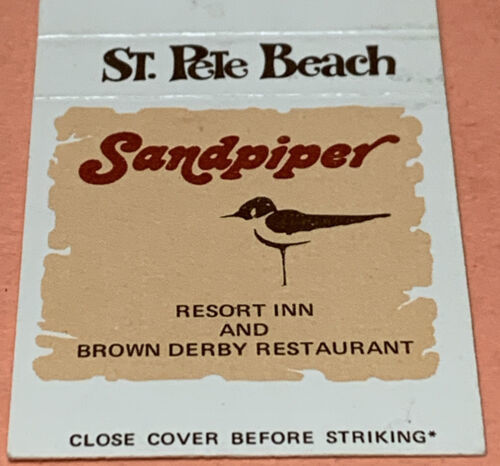 St. Pete Beach
Sandpiper
RESORT INN
AND
BROWN DERBY RESTAURANT
CLOSE COVER BEFORE STRIKING*